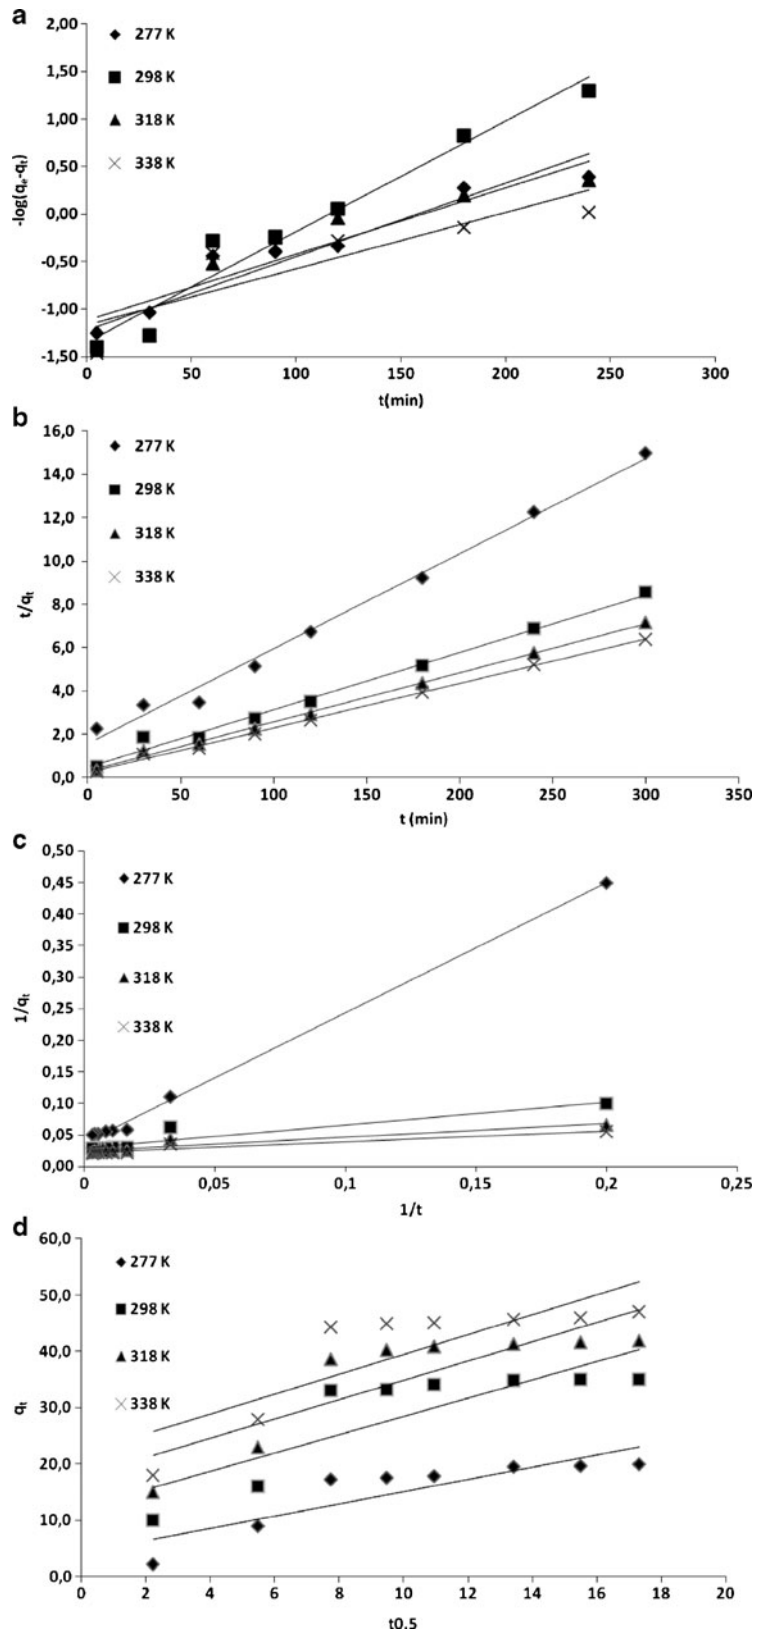 a
2,00
1,50
1,00
0,50
0,00
-0,50
-1,00
-1,50
-log(qe-qt)
277 K
298 K
318 K
338 K
0 50 100 150 200 250 300
t(min)
b
16,0
14,0
12,0
10,0
8,0
6,0
4,0
2,0
0,0
t/qt
277 K
298 K
318 K
338 K
0 50 100 150 200 250 300 350
t (min)
c
0,50
0,45
0,40
0,35
0,30
0,25
0,20
0,15
0,10
0,05
0,00
1/qt
277 K
298 K
318 K
338 K
0 0,05 0,1 0,15 0,2 0,25
1/t
d
60,0
50,0
40,0
30,0
20,0
10,0
0,0
qt
277 K
298 K
318 K
338 K
0 2 4 6 8 10 12 14 16 18 20
t0.5